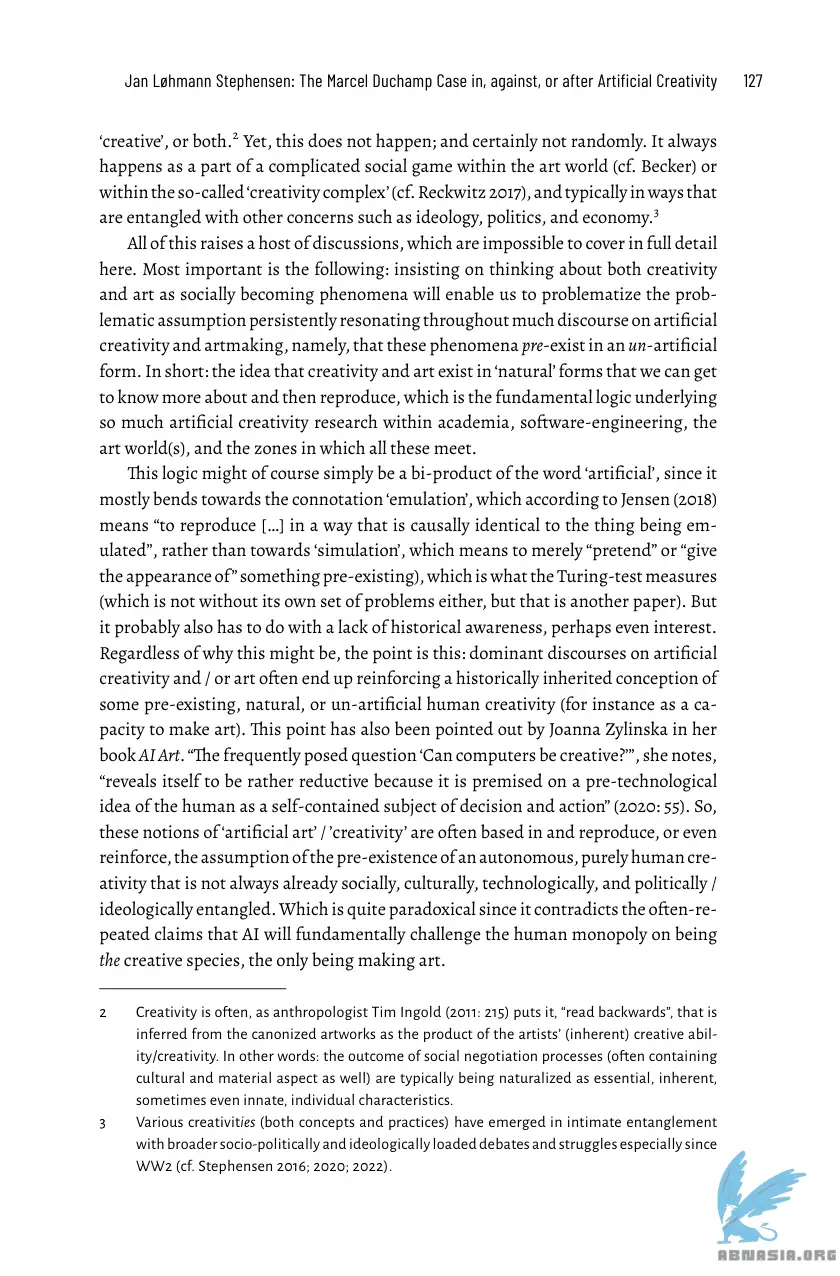 Jan Løhmann Stephensen: The Marcel Duchamp Case in, against, or after Artificial Creativity 127
‘creative’, or both.² Yet, this does not happen; and certainly not randomly. It always
happens as a part of a complicated social game within the art world (cf. Becker) or
within the so-called ‘creativity complex’ (cf. Reckwitz 2017), and typically in ways that
are entangled with other concerns such as ideology, politics, and economy.³
All of this raises a host of discussions, which are impossible to cover in full detail
here. Most important is the following: insisting on thinking about both creativity
and art as socially becoming phenomena will enable us to problematize the prob-
lematic assumption persistently resonating throughout much discourse on artificial
creativity and artmaking, namely, that these phenomena pre-exist in an un-artificial
form. In short: the idea that creativity and art exist in ‘natural’ forms that we can get
to know more about and then reproduce, which is the fundamental logic underlying
so much artificial creativity research within academia, software-engineering, the
art world(s), and the zones in which all these meet.
This logic might of course simply be a bi-product of the word ‘artificial’, since it
mostly bends towards the connotation ‘emulation’, which according to Jensen (2018)
means “to reproduce […] in a way that is causally identical to the thing being em-
ulated”, rather than towards ‘simulation’, which means to merely “pretend” or “give
the appearance of” something pre-existing), which is what the Turing-test measures
(which is not without its own set of problems either, but that is another paper). But
it probably also has to do with a lack of historical awareness, perhaps even interest.
Regardless of why this might be, the point is this: dominant discourses on artificial
creativity and / or art often end up reinforcing a historically inherited conception of
some pre-existing, natural, or un-artificial human creativity (for instance as a ca-
pacity to make art). This point has also been pointed out by Joanna Zylinska in her
book AI Art. “The frequently posed question ‘Can computers be creative?’”, she notes,
“reveals itself to be rather reductive because it is premised on a pre-technological
idea of the human as a self-contained subject of decision and action” (2020: 55). So,
these notions of ‘artificial art’ / ’creativity’ are often based in and reproduce, or even
reinforce, the assumption of the pre-existence of an autonomous, purely human cre-
ativity that is not always already socially, culturally, technologically, and politically /
ideologically entangled. Which is quite paradoxical since it contradicts the often-re-
peated claims that AI will fundamentally challenge the human monopoly on being
the creative species, the only being making art.
2 Creativity is often, as anthropologist Tim Ingold (2011: 215) puts it, “read backwards”, that is
inferred from the canonized artworks as the product of the artists’ (inherent) creative abil-
ity/creativity. In other words: the outcome of social negotiation processes (often containing
cultural and material aspect as well) are typically being naturalized as essential, inherent,
sometimes even innate, individual characteristics.
3 Various creativities (both concepts and practices) have emerged in intimate entanglement
with broader socio-politically and ideologically loaded debates and struggles especially since
WW2 (cf. Stephensen 2016; 2020; 2022).
ABNASIA.ORG